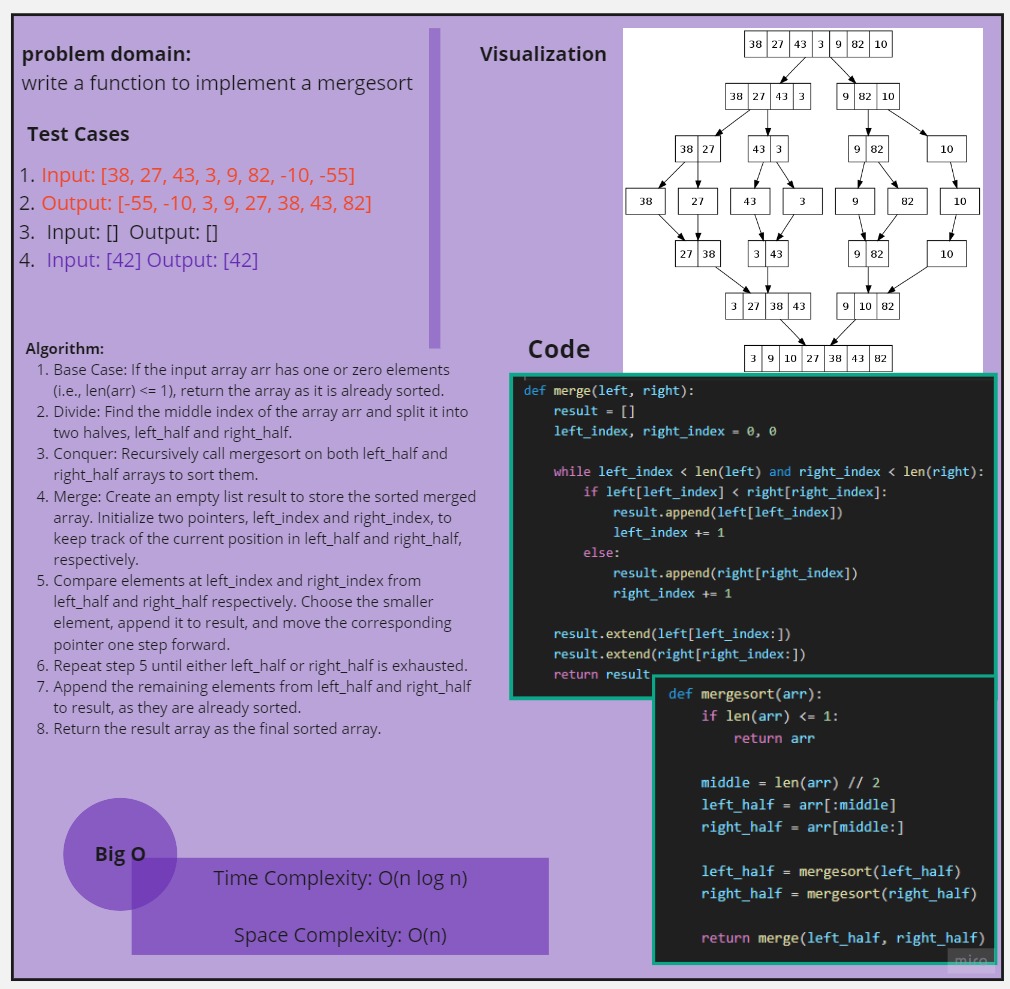 problem domain:
write a function to implement a mergesort
Test Cases
1. Input: [38, 27, 43, 3, 9, 82, -10, -55]
2. Output: [-55, -10, 3, 9, 27, 38, 43, 82]
3. Input: [] Output: []
4. Input: [42] Output: [42]
Visualization
38 27 43 3 9 82 10
38 27 43 3 9 82 10
38 27 43 3 9 82 10
38 27 43 3 9 82 10
27 38 3 43 9 82 10
3 27 38 43 9 10 82
3 9 10 27 38 43 82
Algorithm:
1. Base Case: If the input array arr has one or zero elements
(i.e., len(arr) <= 1), return the array as it is already sorted.
2. Divide: Find the middle index of the array arr and split it into
two halves, left_half and right_half.
3. Conquer: Recursively call mergesort on both left_half and
right_half arrays to sort them.
4. Merge: Create an empty list result to store the sorted merged
array. Initialize two pointers, left_index and right_index, to
keep track of the current position in left_half and right_half,
respectively.
5. Compare elements at left_index and right_index from
left_half and right_half respectively. Choose the smaller
element, append it to result, and move the corresponding
pointer one step forward.
6. Repeat step 5 until either left_half or right_half is exhausted.
7. Append the remaining elements from left_half and right_half
to result, as they are already sorted.
8. Return the result array as the final sorted array.
Code
def merge(left, right):
    result = []
    left_index, right_index = 0, 0
    while left_index < len(left) and right_index < len(right):
        if left[left_index] < right[right_index]:
            result.append(left[left_index])
            left_index += 1
        else:
            result.append(right[right_index])
            right_index += 1
    result.extend(left[left_index:])
    result.extend(right[right_index:])
    return result
def mergesort(arr):
    if len(arr) <= 1:
        return arr
    middle = len(arr) // 2
    left_half = arr[:middle]
    right_half = arr[middle:]
    left_half = mergesort(left_half)
    right_half = mergesort(right_half)
    return merge(left_half, right_half)
Big O
Time Complexity: O(n log n)
Space Complexity: O(n)
miro